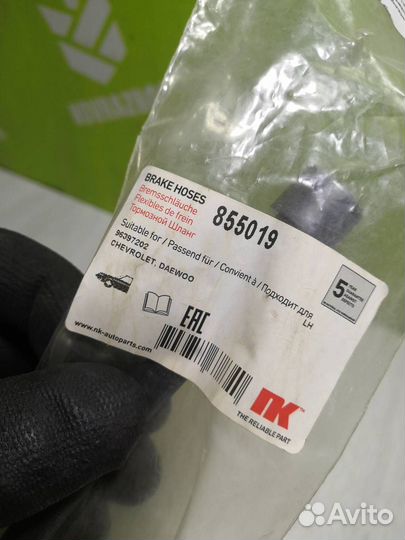 BRAKE HOSES
Bremsschläuche
Flexibles de frein
Тормозной Шланг
855019
Suitable for / Passend für / Convient à / Подходит для
96397202
LH
CHEVROLET, DAEWOO
5 YEAR
EAC
www.nk-autoparts.com
NK
THE RELIABLE PART
Avito